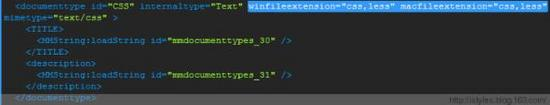 <documenttype id="CSS" internaltype="Text" winfileextension="css,less" macfileextension="css,less"
mimetype="text/css" >
<TITLE>
<MMString:loadString id="mmdocumenttypes_30" />
</TITLE>
<description>
<MMString:loadString id="mmdocumenttypes_31" />
</description>
</documenttype>
http://istyles.blog.163.com/